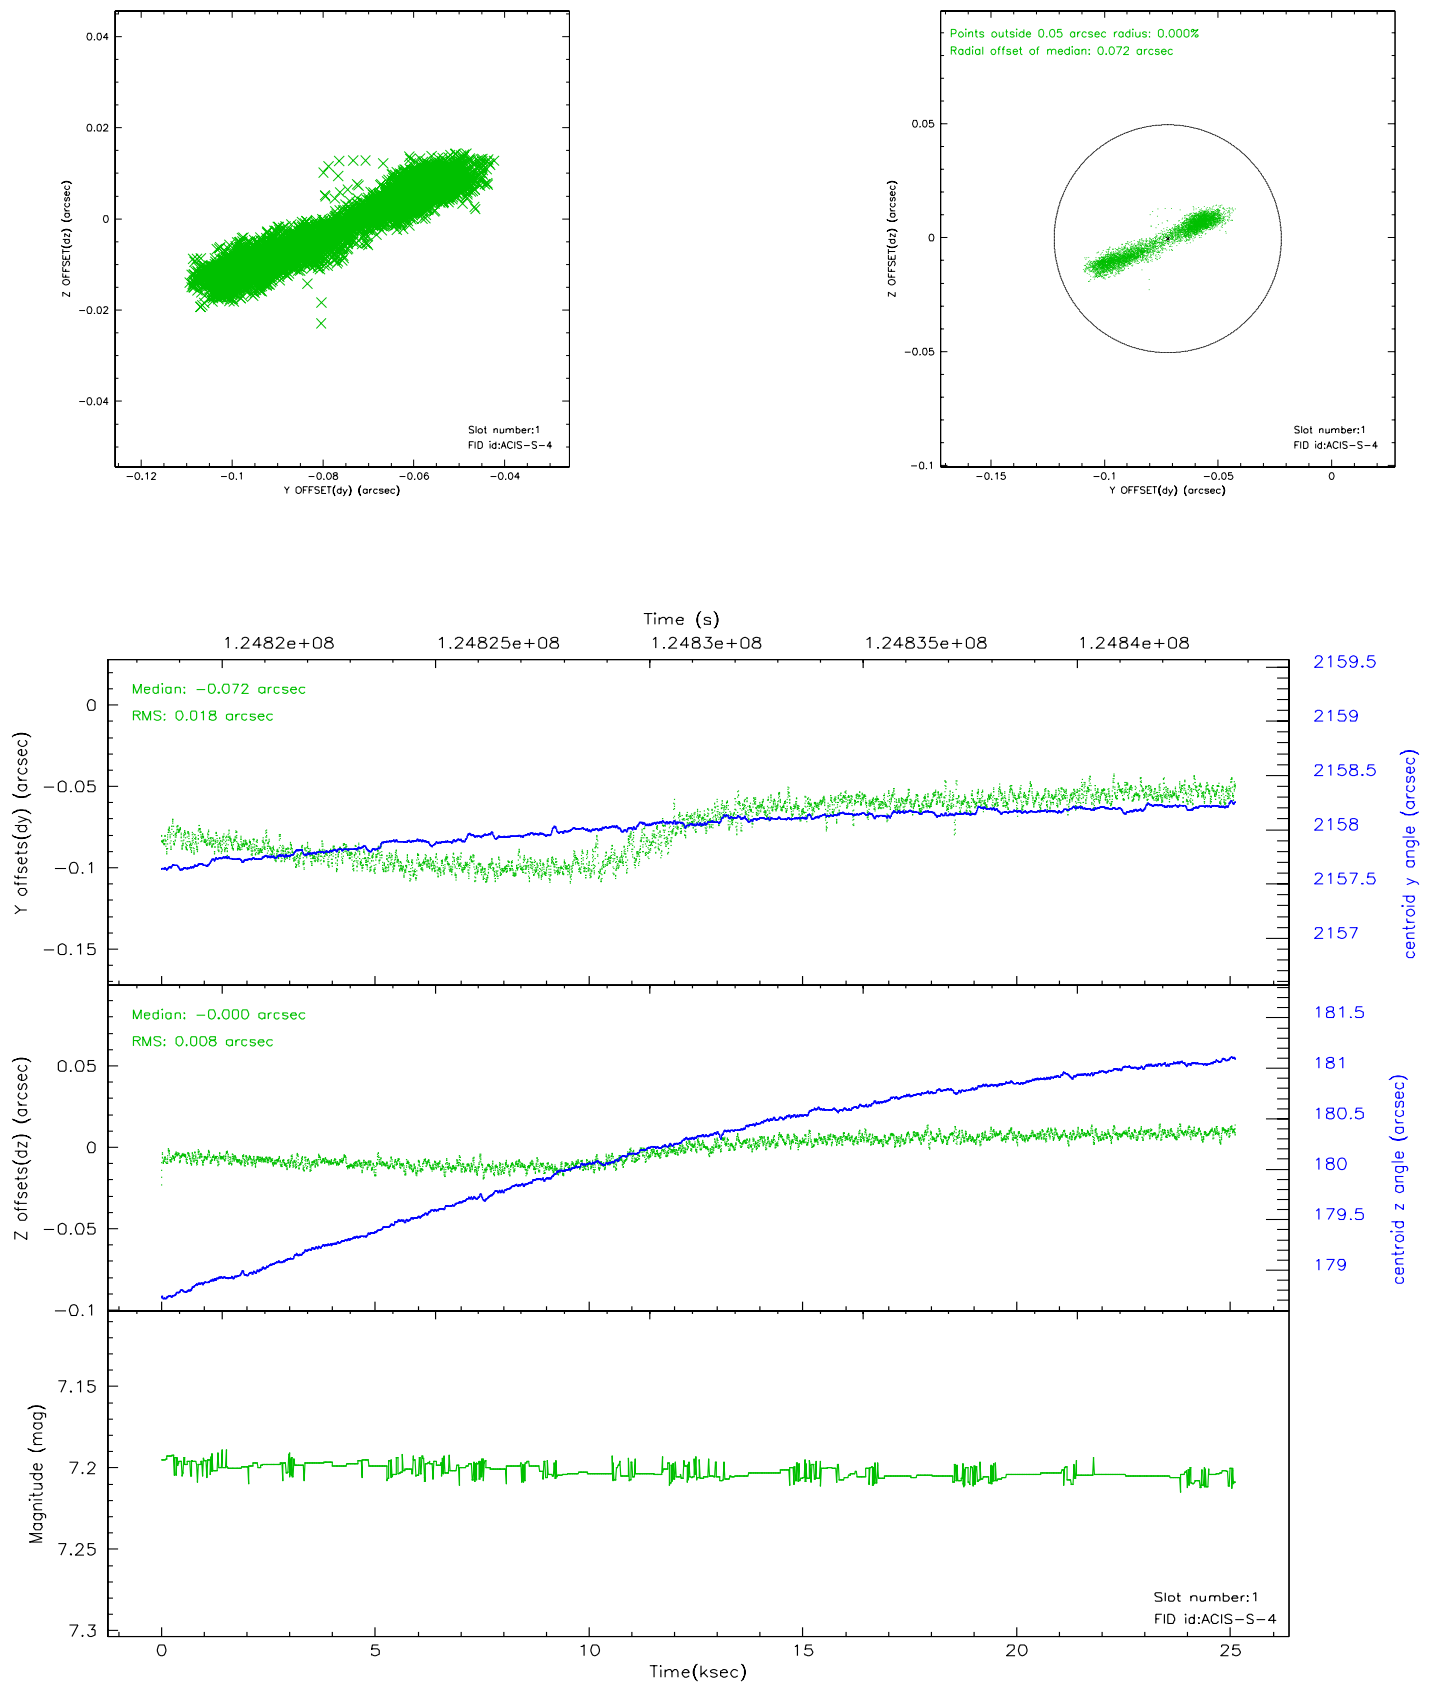 0.04
0.02
0
-0.02
-0.04
Z OFFSET(dz) (arcsec)
Slot number:1
FID id:ACIS-S-4
-0.12
-0.1
-0.08
-0.06
-0.04
Y OFFSET(dy) (arcsec)
Points outside 0.05 arcsec radius: 0.000%
Radial offset of median: 0.072 arcsec
0.05
0
-0.05
-0.1
Z OFFSET(dz) (arcsec)
Slot number:1
FID id:ACIS-S-4
-0.15
-0.1
-0.05
0
Y OFFSET(dy) (arcsec)
Time (s)
1.2482e+08
1.24825e+08
1.2483e+08
1.24835e+08
1.2484e+08
Median: -0.072 arcsec
RMS: 0.018 arcsec
0
-0.05
-0.1
-0.15
Y offsets(dy) (arcsec)
2159.5
2159
2158.5
2158
2157.5
2157
centroid y angle (arcsec)
Median: -0.000 arcsec
RMS: 0.008 arcsec
0.05
0
-0.05
-0.1
Z offsets(dz) (arcsec)
181.5
181
180.5
180
179.5
179
centroid z angle (arcsec)
7.15
7.2
7.25
7.3
Magnitude (mag)
Slot number:1
FID id:ACIS-S-4
0
5
10
15
20
25
Time(ksec)